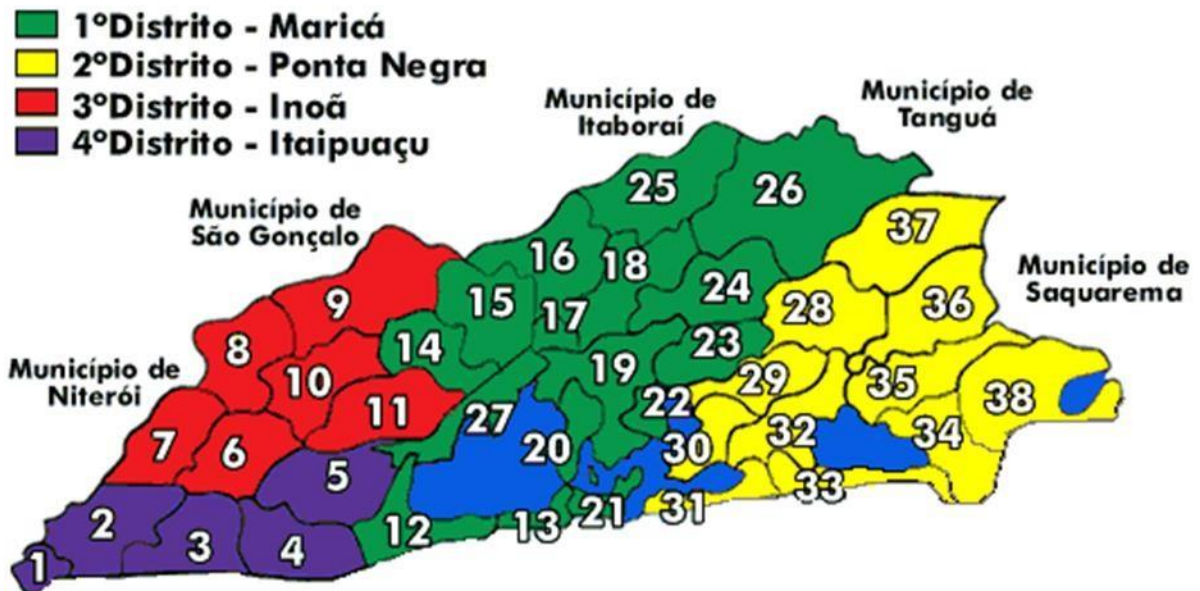 1ºDistrito - Maricá
2ºDistrito - Ponta Negra
3ºDistrito - Inoã
4ºDistrito - Itaipuaçu
Município de
Itaboraí
Município de
Tanguá
Município de
São Gonçalo
Município de
Saquarema
Município de
Niterói
25
26
37
16
18
24
15
17
28
36
9
14
23
8
10
19
29
35
38
11
22
27
20
30
32
34
7
6
5
33
31
21
13
12
2
3
4
1